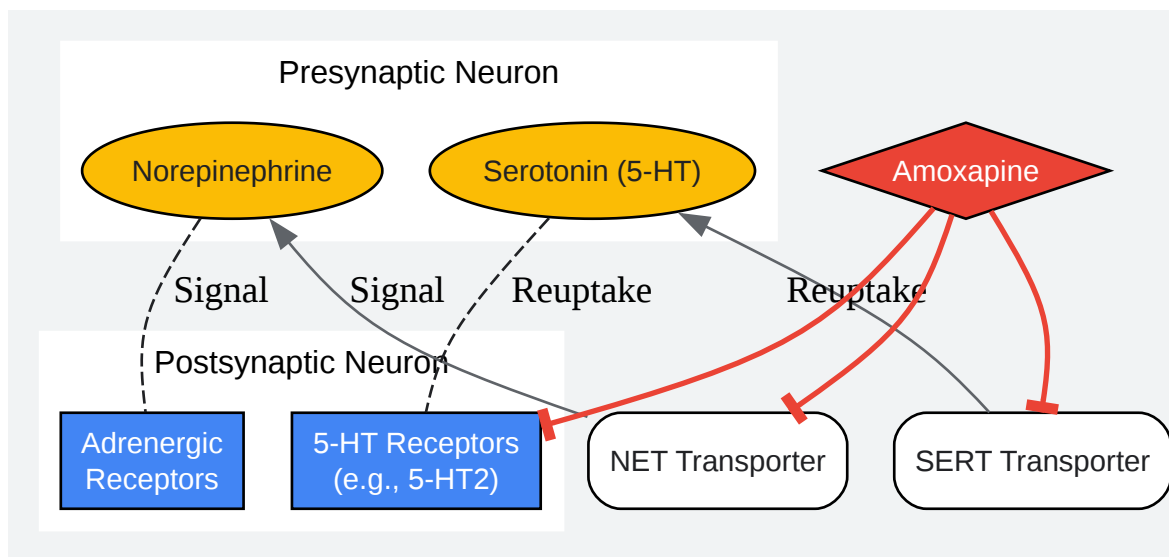 Presynaptic Neuron
Norepinephrine
Serotonin (5-HT)
Amoxapine
Signal
Signal
Reuptake
Reuptake
Postsynaptic Neuron
Adrenergic
Receptors
5-HT Receptors
(e.g., 5-HT2)
NET Transporter
SERT Transporter